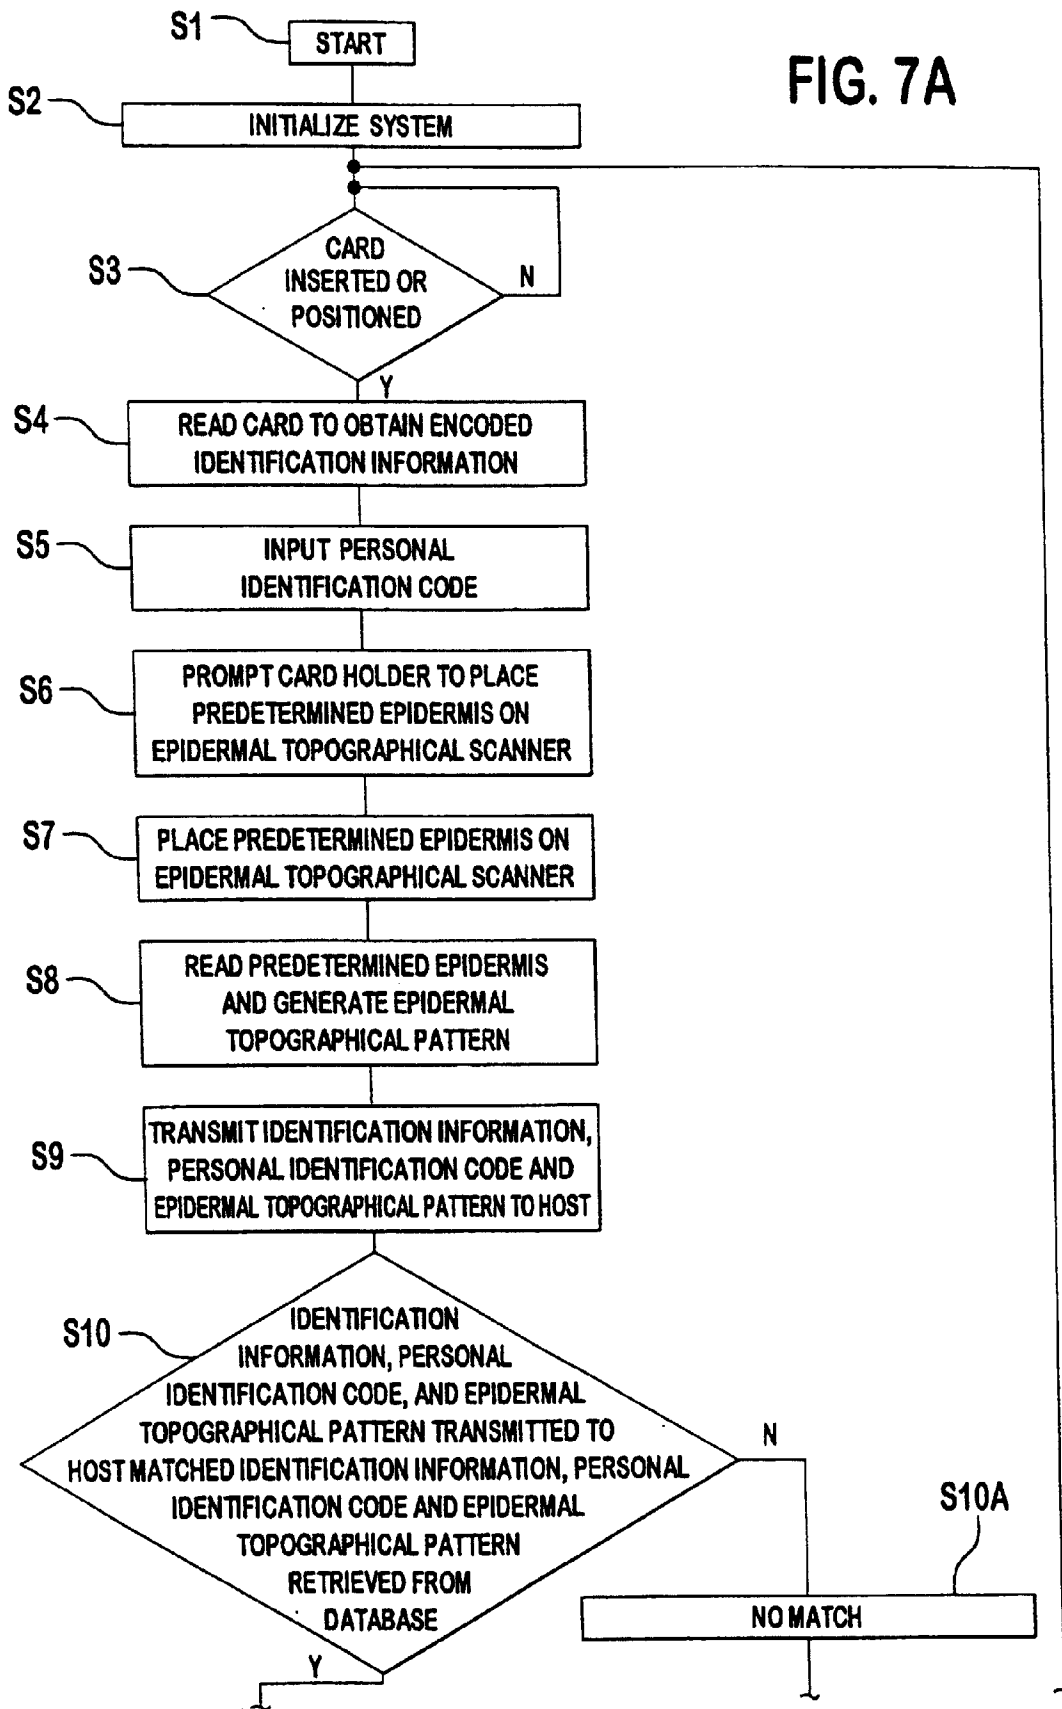 FIG. 7A
S1
START
S2
INITIALIZE SYSTEM
S3
CARD
INSERTED OR
POSITIONED
N
Y
S4
READ CARD TO OBTAIN ENCODED
IDENTIFICATION INFORMATION
S5
INPUT PERSONAL
IDENTIFICATION CODE
S6
PROMPT CARD HOLDER TO PLACE
PREDETERMINED EPIDERMIS ON
EPIDERMAL TOPOGRAPHICAL SCANNER
S7
PLACE PREDETERMINED EPIDERMIS ON
EPIDERMAL TOPOGRAPHICAL SCANNER
S8
READ PREDETERMINED EPIDERMIS
AND GENERATE EPIDERMAL
TOPOGRAPHICAL PATTERN
S9
TRANSMIT IDENTIFICATION INFORMATION,
PERSONAL IDENTIFICATION CODE AND
EPIDERMAL TOPOGRAPHICAL PATTERN TO HOST
S10
IDENTIFICATION
INFORMATION, PERSONAL
IDENTIFICATION CODE, AND EPIDERMAL
TOPOGRAPHICAL PATTERN TRANSMITTED TO
HOST MATCHED IDENTIFICATION INFORMATION, PERSONAL
IDENTIFICATION CODE AND EPIDERMAL
TOPOGRAPHICAL PATTERN
RETRIEVED FROM
DATABASE
N
S10A
NO MATCH
Y